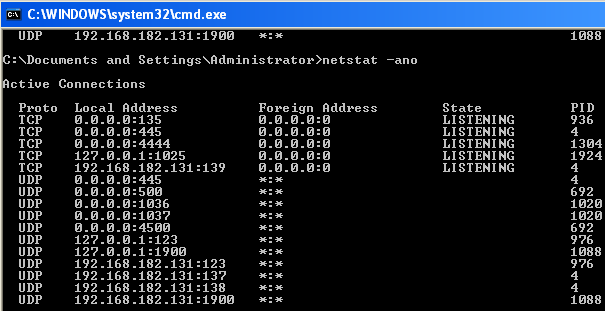 C:\WINDOWS\system32\cmd.exe
UDP    192.168.182.131:1900   *:*                                    1088
C:\Documents and Settings\Administrator>netstat -ano
Active Connections
Proto  Local Address          Foreign Address        State           PID
TCP    0.0.0.0:135            0.0.0.0:0              LISTENING       936
TCP    0.0.0.0:445            0.0.0.0:0              LISTENING       4
TCP    0.0.0.0:4444           0.0.0.0:0              LISTENING       1304
TCP    127.0.0.1:1025         0.0.0.0:0              LISTENING       1924
TCP    192.168.182.131:139    0.0.0.0:0              LISTENING       4
UDP    0.0.0.0:445            *:*                                    4
UDP    0.0.0.0:500            *:*                                    692
UDP    0.0.0.0:1036           *:*                                    1020
UDP    0.0.0.0:1037           *:*                                    1020
UDP    0.0.0.0:4500           *:*                                    692
UDP    127.0.0.1:123          *:*                                    976
UDP    127.0.0.1:1900         *:*                                    1088
UDP    192.168.182.131:123    *:*                                    976
UDP    192.168.182.131:137    *:*                                    4
UDP    192.168.182.131:138    *:*                                    4
UDP    192.168.182.131:1900   *:*                                    1088